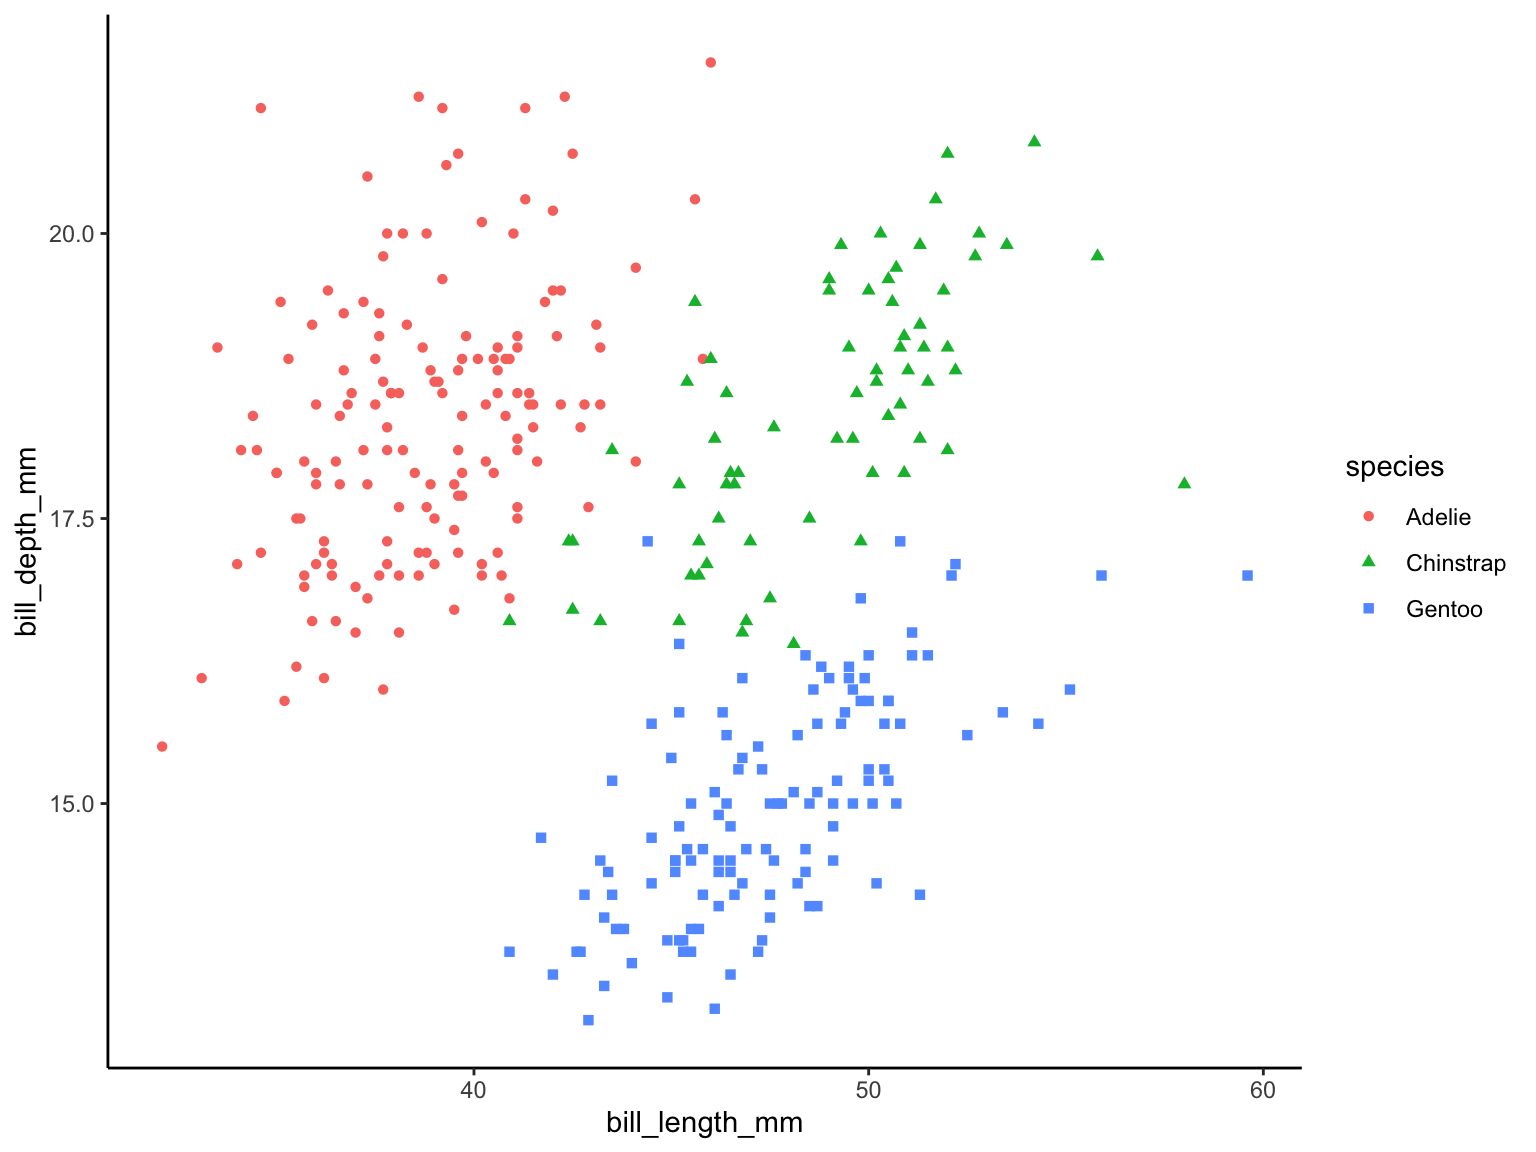 20.0
17.5
15.0
bill_depth_mm
40
50
60
bill_length_mm
species
Adelie
Chinstrap
Gentoo